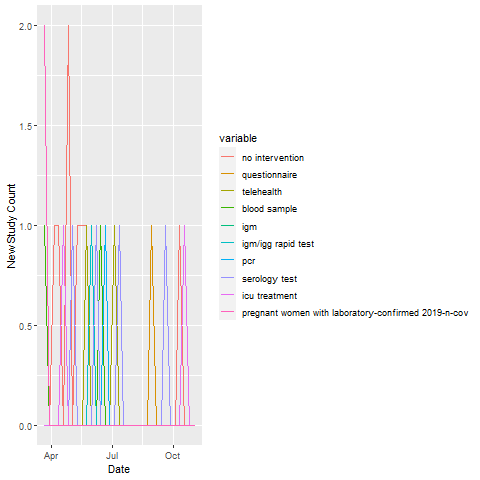 2.0
1.5
1.0
0.5
0.0
New Study Count
Apr
Jul
Oct
Date
variable
no intervention
questionnaire
telehealth
blood sample
igm
igm/igg rapid test
pcr
serology test
icu treatment
pregnant women with laboratory-confirmed 2019-n-cov